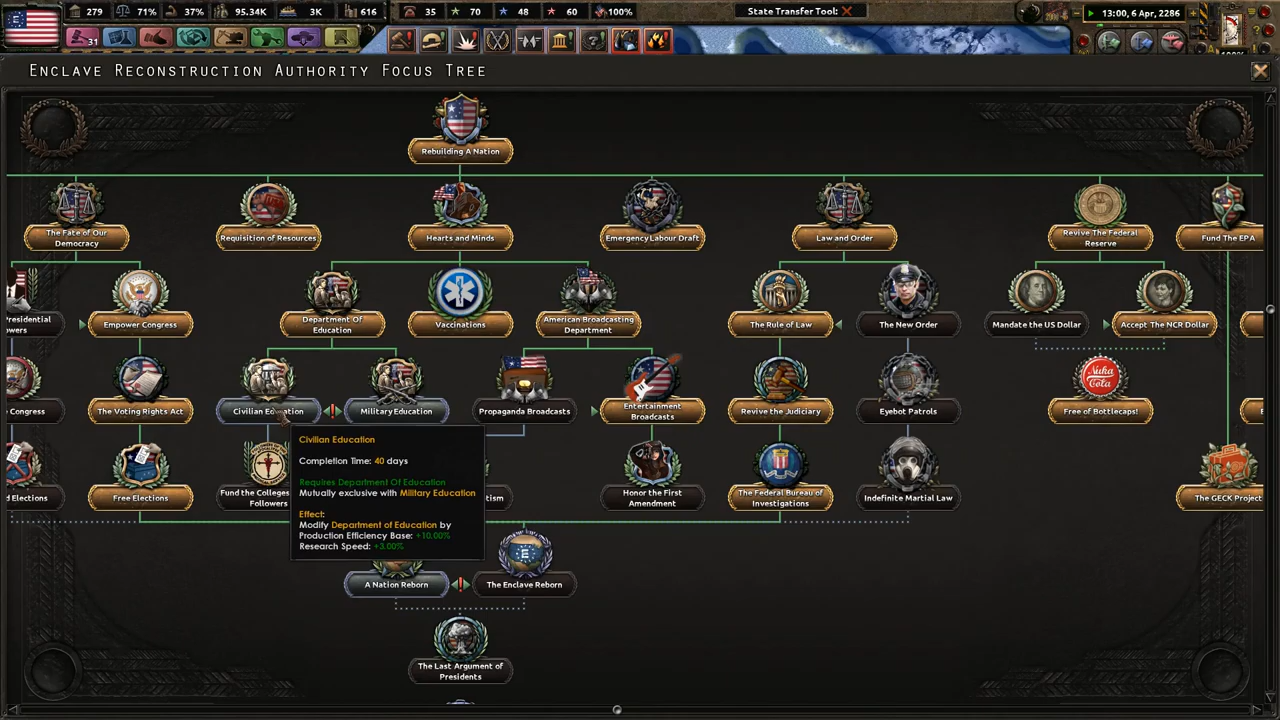 279
71%
37%
95.34K
3K
616
35
70
48
60
100%
State Transfer Tool:
13:00, 6 Apr, 2286
31
ENCLAVE RECONSTRUCTION AUTHORITY FOCUS TREE
Rebuilding A Nation
The Fate of Our
Democracy
Requisition of Resources
Hearts and Minds
Emergency Labour Draft
Law and Order
Revive The Federal
Reserve
Fund The EPA
Empower Congress
Department Of
Education
Vaccinations
American Broadcasting
Department
The Rule of Law
The New Order
Mandate the US Dollar
Accept The NCR Dollar
Congress
The Voting Rights Act
Civilian Education
Military Education
Propaganda Broadcasts
Entertainment
Broadcasts
Revive the Judiciary
Eyebot Patrols
Nuka
Cola
Free of Bottlecaps!
Elections
Free Elections
Fund the Colleges
Followers
Honor the First
Amendment
The Federal Bureau of
Investigations
Indefinite Martial Law
The GECK Project
Civilian Education
Completion Time: 40 days
Requires Department Of Education
Mutually exclusive with Military Education
Effect:
Modify Department of Education by
Production Efficiency Base: +10.00%
Research Speed: +3.00%
A Nation Reborn
The Enclave Reborn
The Last Argument of
Presidents